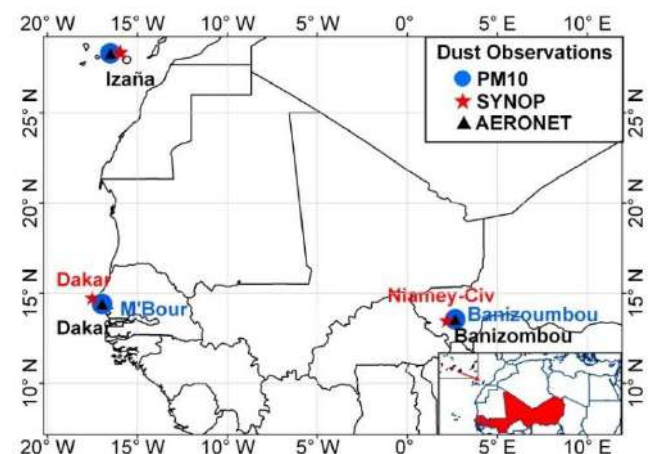 20° W 15° W 10° W 5° W 0° 5° E 10° E
Dust Observations
PM10
SYNOP
AERONET
Izaña
25° N
25° N
20° N
20° N
15° N
15° N
10° N
10° N
Dakar
M'Bour
Dakar
Niamey-Civ
Banizoumbou
Banizombou
20° W 15° W 10° W 5° W 0° 5° E 10° E